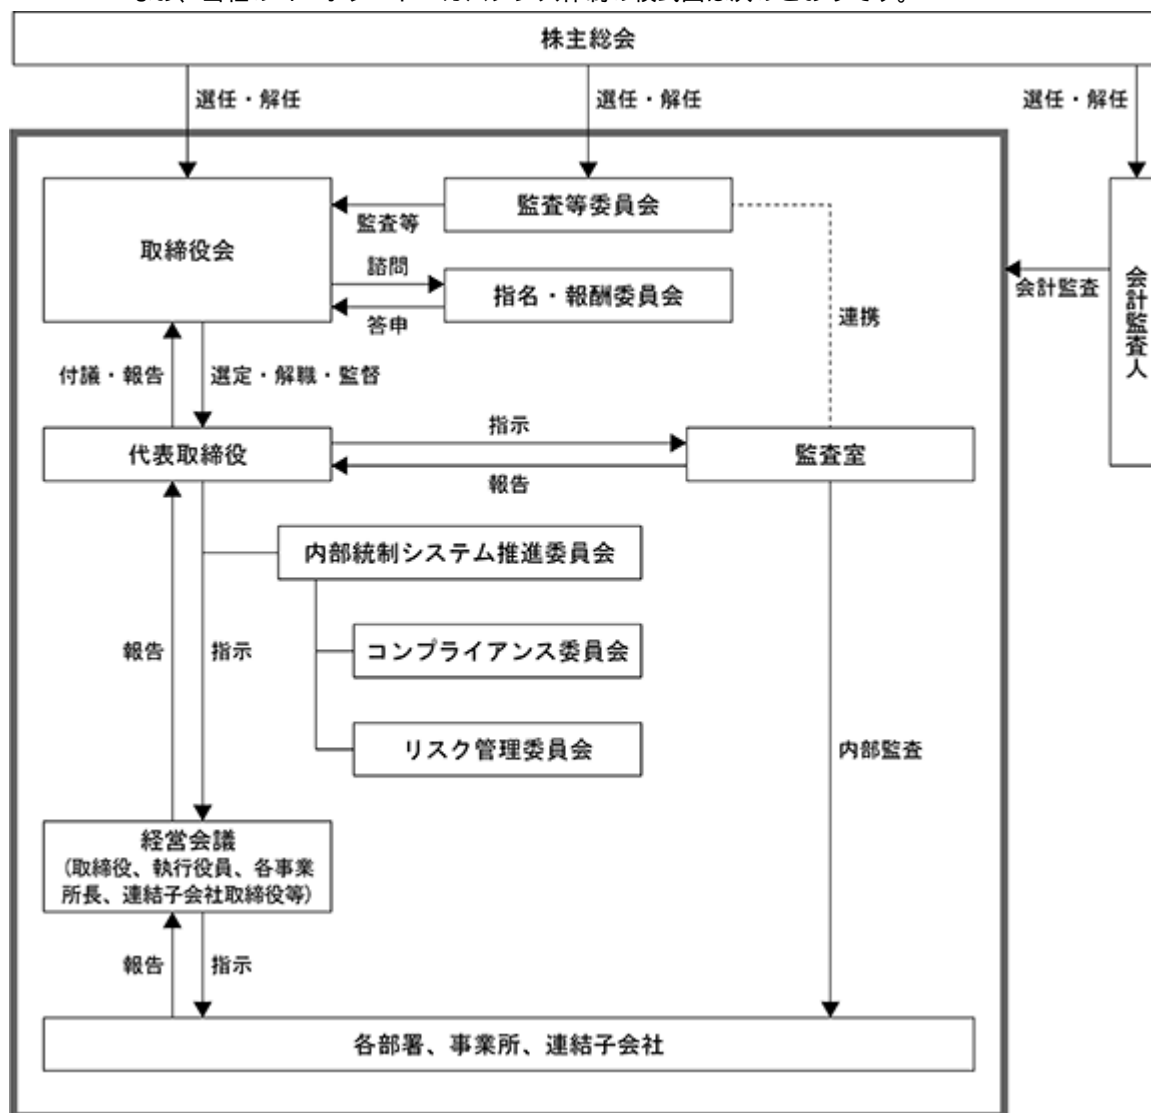 株主総会
選任・解任
選任・解任
選任・解任
取締役会
監査等
監査等委員会
諮問
答申
指名・報酬委員会
連携
会計監査
会計監査人
付議・報告
選定・解職・監督
代表取締役
指示
報告
監査室
内部統制システム推進委員会
コンプライアンス委員会
リスク管理委員会
報告
指示
内部監査
経営会議
(取締役、執行役員、各事業
所長、連結子会社取締役等)
報告
指示
各部署、事業所、連結子会社